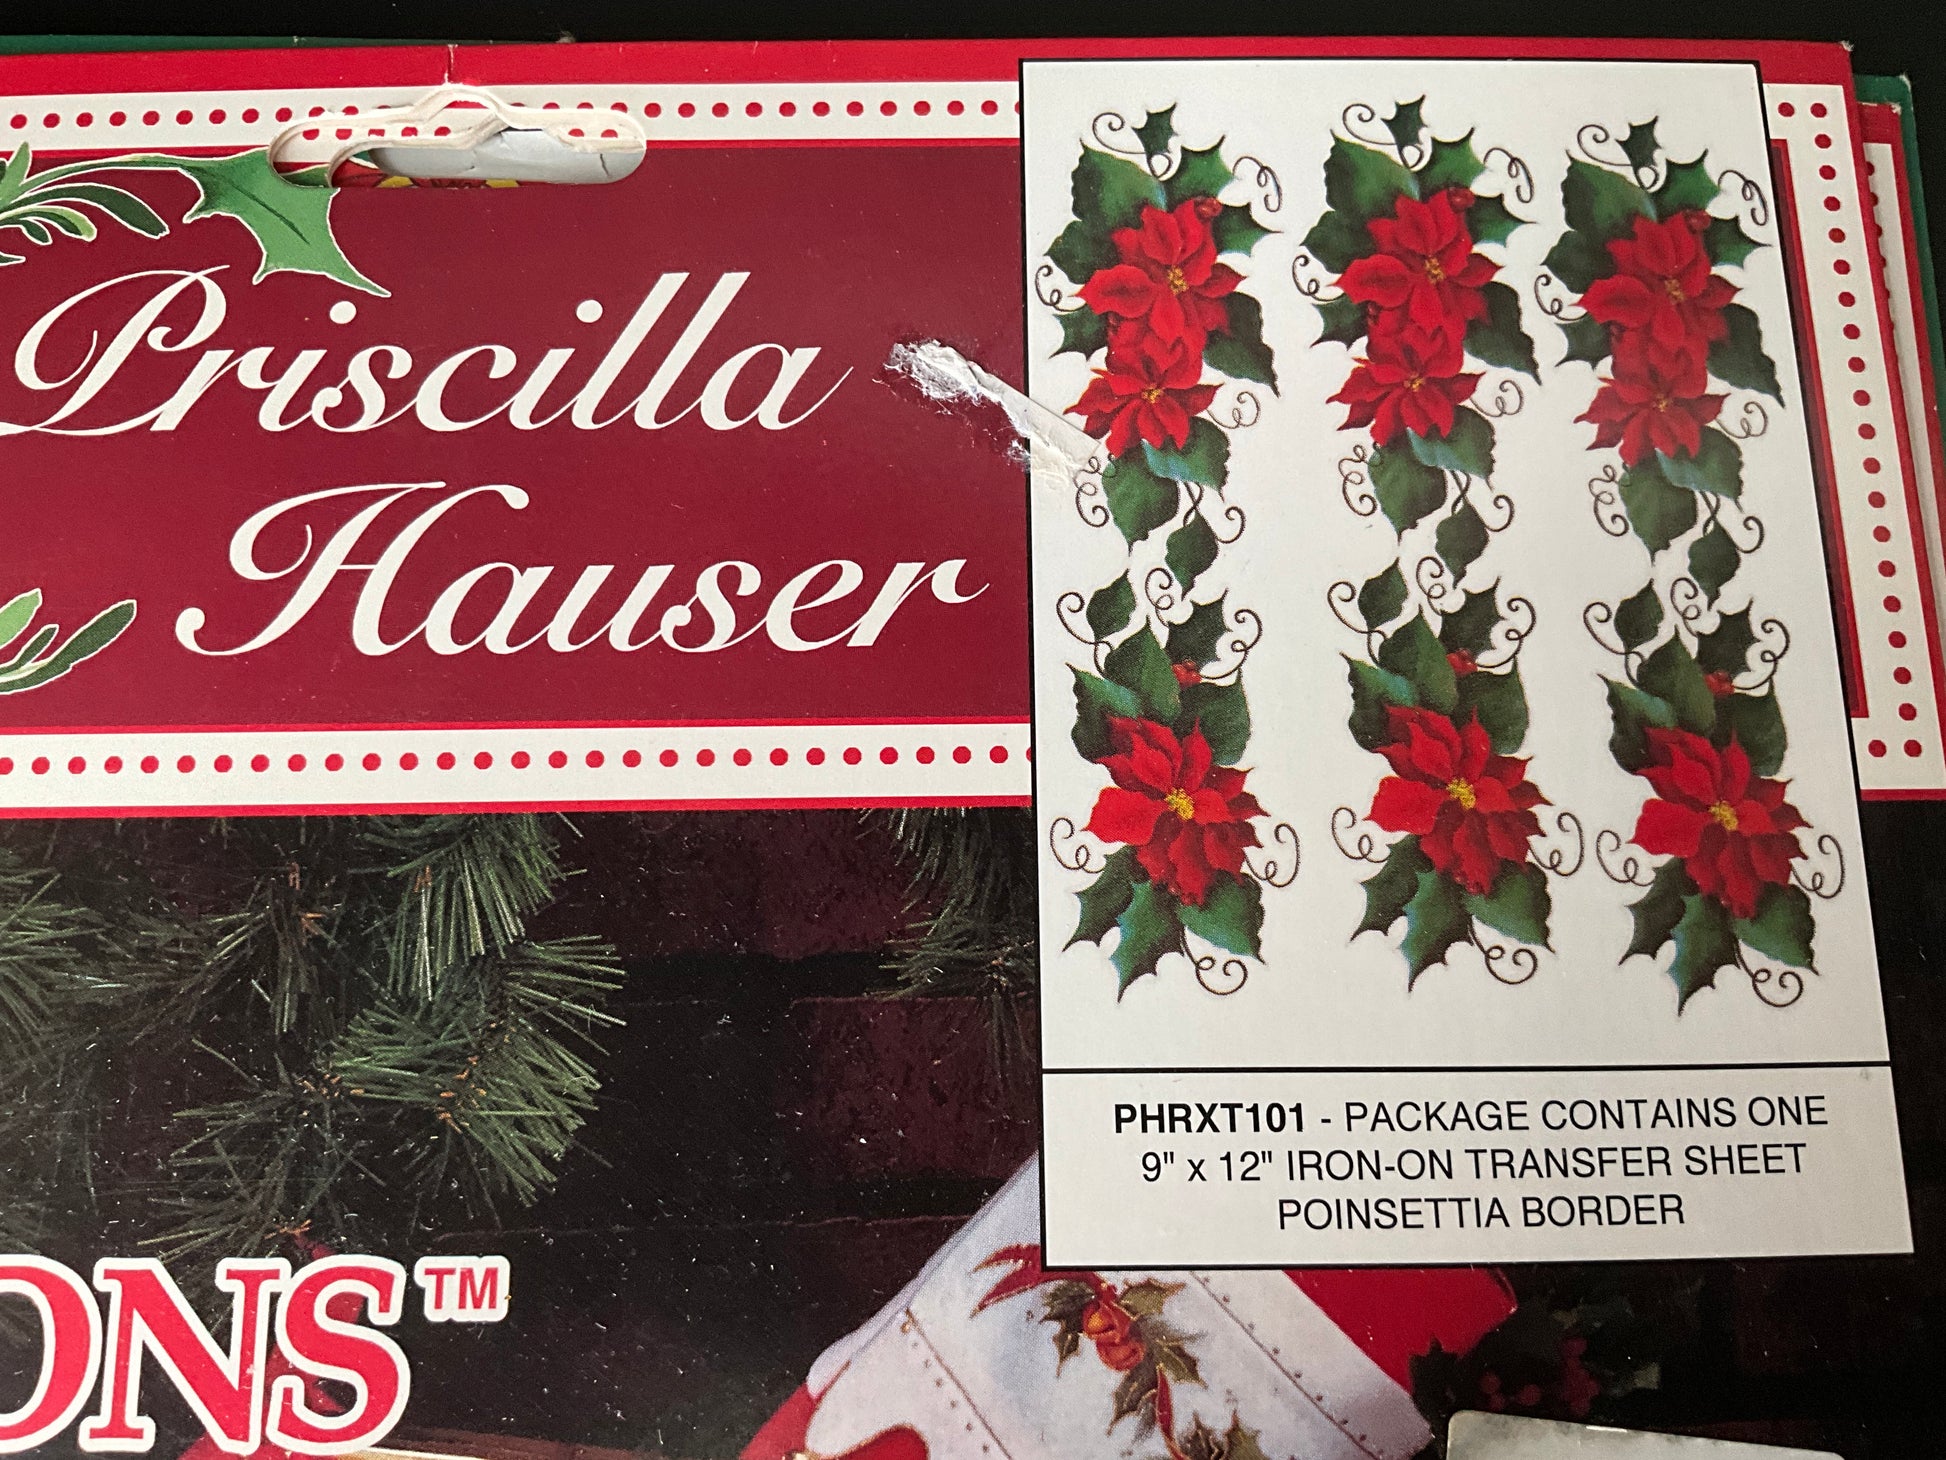 Priscilla
Hauser
PHRXT101 - PACKAGE CONTAINS ONE
9" x 12" IRON-ON TRANSFER SHEET
POINSETTIA BORDER
ONS™